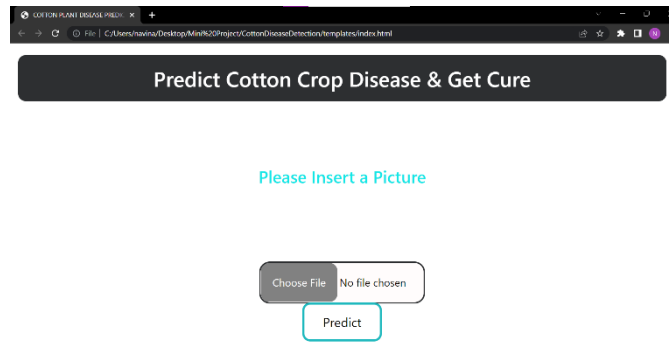 COTTON PLANT DISEASE PREDI
File | C:/Users/navina/Desktop/Mini%20Project/CottonDiseaseDetection/templates/index.html
N
Predict Cotton Crop Disease & Get Cure
Please Insert a Picture
Choose File No file chosen
Predict